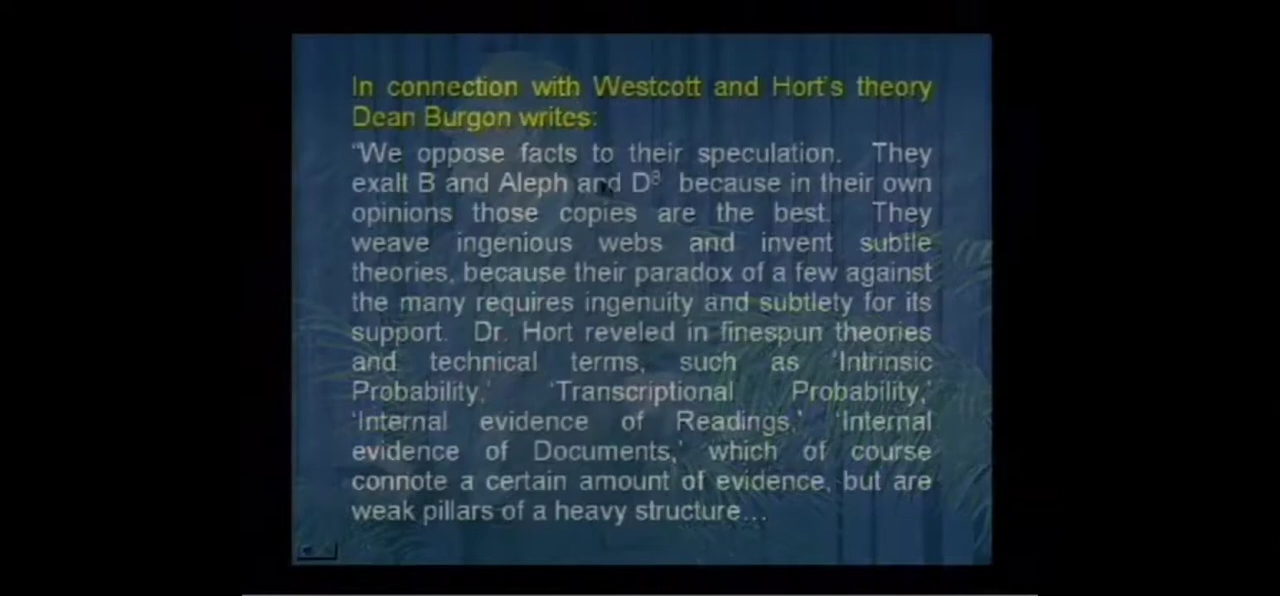 In connection with Westcott and Hort's theory
Dean Burgon writes:
“We oppose facts to their speculation. They
exalt B and Aleph and D³ because in their own
opinions those copies are the best. They
weave ingenious webs and invent subtle
theories, because their paradox of a few against
the many requires ingenuity and subtlety for its
support. Dr. Hort reveled in finespun theories
and technical terms, such as ‘Intrinsic
Probability,’ ‘Transcriptional Probability,’
‘Internal evidence of Readings,’ ‘Internal
evidence of Documents,’ which of course
connote a certain amount of evidence, but are
weak pillars of a heavy structure…